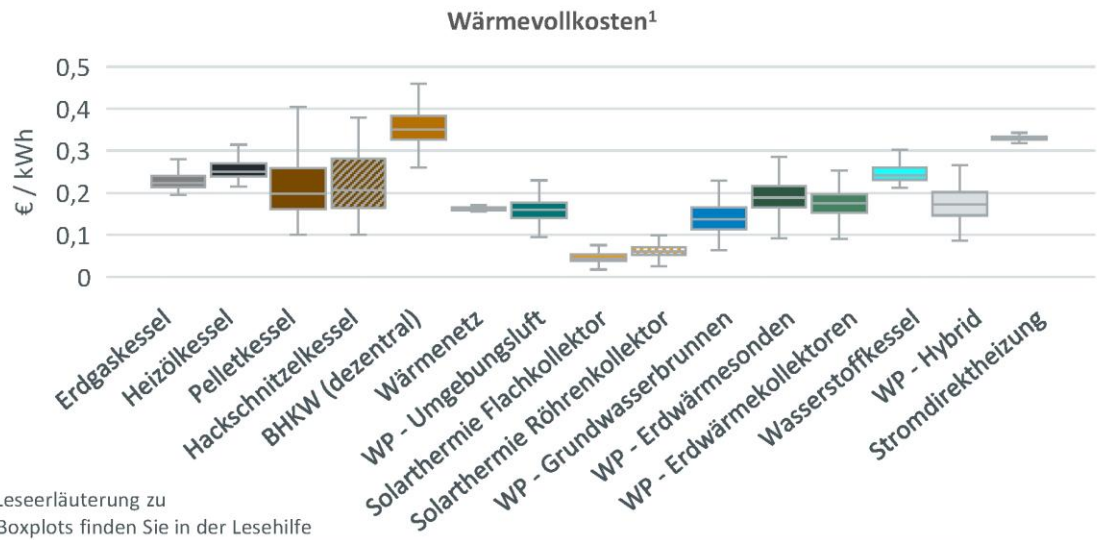 Wärmevollkosten¹
€ / kWh
0,5
0,4
0,3
0,2
0,1
0
Erdgaskessel
Heizölkessel
Pelletkessel
Hackschnitzelkessel
BHKW (dezentral)
Wärmenetz
WP - Umgebungsluft
Solarthermie Flachkollektor
Solarthermie Röhrenkollektor
WP - Grundwasserbrunnen
WP - Erdwärmesonden
WP - Erdwärmekollektoren
Wasserstoffkessel
WP - Hybrid
Stromdirektheizung
Leseerläuterung zu
Boxplots finden Sie in der Lesehilfe